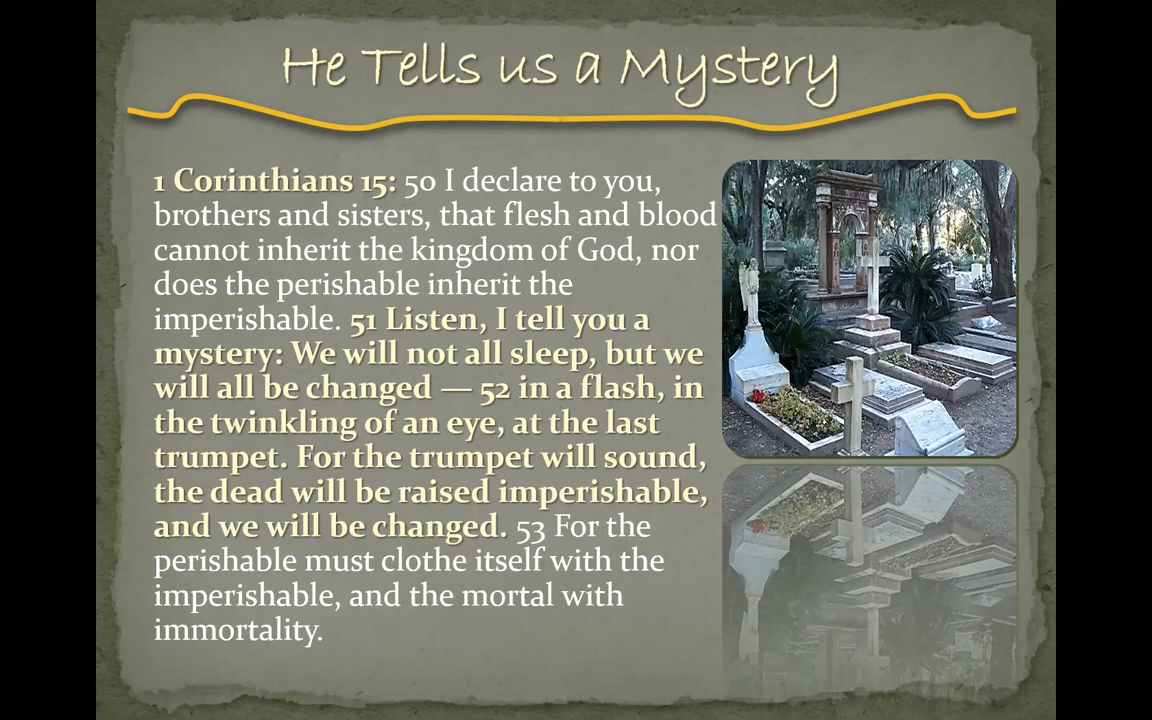 He Tells us a Mystery
1 Corinthians 15: 50 I declare to you,
brothers and sisters, that flesh and blood
cannot inherit the kingdom of God, nor
does the perishable inherit the
imperishable. 51 Listen, I tell you a
mystery: We will not all sleep, but we
will all be changed — 52 in a flash, in
the twinkling of an eye, at the last
trumpet. For the trumpet will sound,
the dead will be raised imperishable,
and we will be changed. 53 For the
perishable must clothe itself with the
imperishable, and the mortal with
immortality.